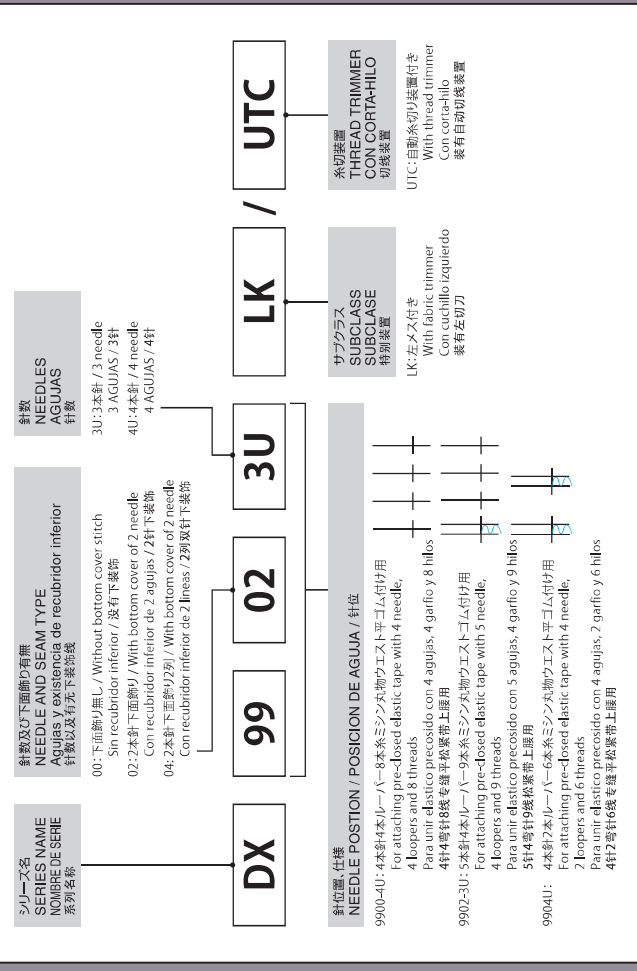 シリーズ名
SERIES NAME
NOMBRE DE SERIE
系列名称
針数及び下面飾り有無
NEEDLE AND SEAM TYPE
Agujas y existencia de recubridor inferior
针数以及有无下装饰线
00:下面飾り無し / Without bottom cover stitch
Sin recubridor inferior / 没有下装饰
02:2本針下面飾り / With bottom cover of 2 needle
Con recubridor inferior de 2 agujas / 2针下装饰
04:2本針下面飾り2列 / With bottom cover of 2 needle
Con recubridor inferior de 2 lineas / 2列双针下装饰
針数
NEEDLES
AGUJAS
针数
3U:3本針 / 3 needle
3 AGUJAS / 3针
4U:4本針 / 4 needle
4 AGUJAS / 4针
DX 99 02 3U LK / UTC
針位置、仕様
NEEDLE POSTION / POSICION DE AGUJA / 针位
9900-4U: 4本針4本ルーパー8本糸ミシン丸物ウエスト平ゴム付け用
For attaching pre-closed elastic tape with 4 needle,
4 loopers and 8 threads
Para unir elastico precosido con 4 agujas, 4 garfio y 8 hilos
4针4弯针8线专缝平松紧带上腰用
9902-3U: 5本針4本ルーパー9本糸ミシン丸物ウエスト平ゴム付け用
For attaching pre-closed elastic tape with 5 needle,
4 loopers and 9 threads
Para unir elastico precosido con 5 agujas, 4 garfio y 9 hilos
5针4弯针9线松紧带上腰用
9904U: 4本針2本ルーパー6本糸ミシン丸物ウエスト平ゴム付け用
For attaching pre-closed elastic tape with 4 needle,
2 loopers and 6 threads
Para unir elastico precosido con 4 agujas, 2 garfio y 6 hilos
4针2弯针6线专缝平松紧带上腰用
サブクラス
SUBCLASS
SUBCLASE
特別装置
LK:左メス付き
With fabric trimmer
Con cuchillo izquierdo
装有左切刀
糸切装置
THREAD TRIMMER
CON CORTA-HILO
切线装置
UTC:自動糸切り装置付き
With thread trimmer
Con corta-hilo
装有自动切线装置